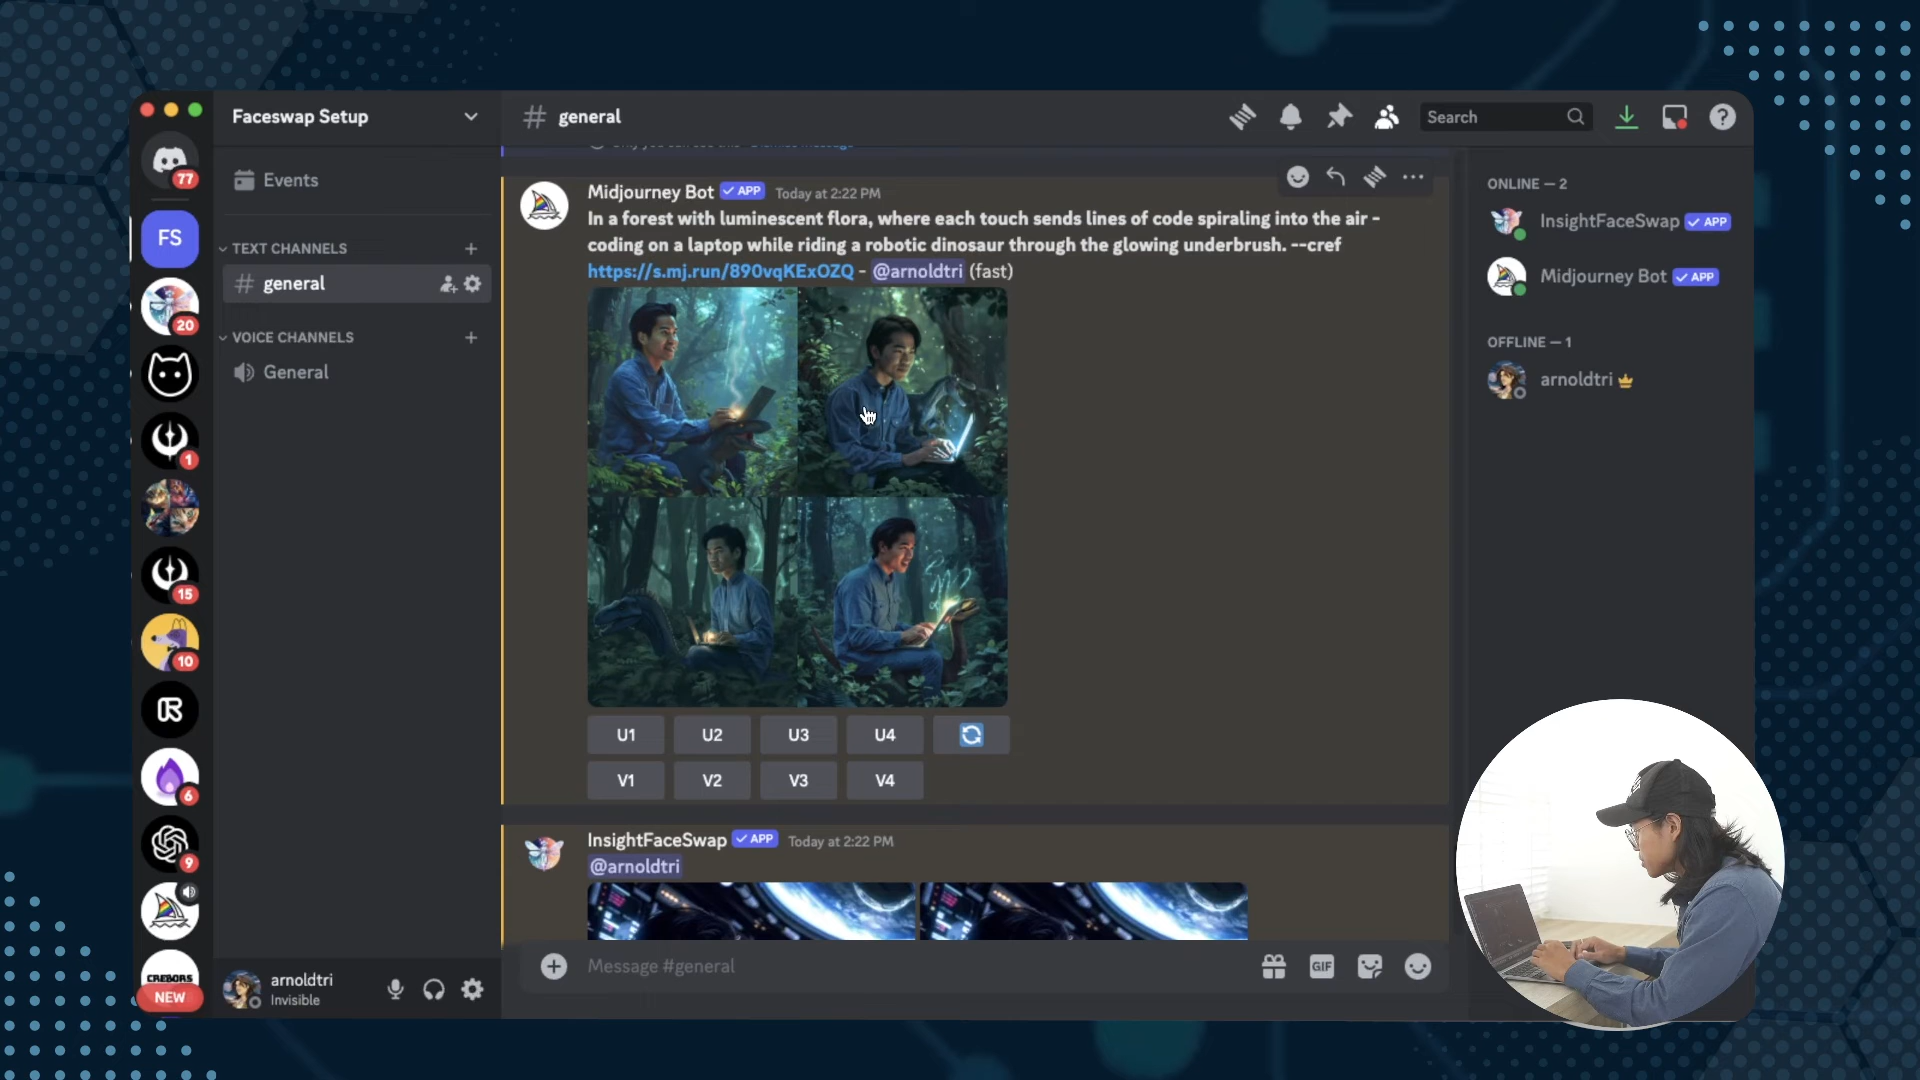 77
FS
20
1
15
10
6
9
CREBORS
NEW
Faceswap Setup
Events
TEXT CHANNELS
general
VOICE CHANNELS
General
arnoldtri
Invisible
general
Search
Midjourney Bot APP Today at 2:22 PM
In a forest with luminescent flora, where each touch sends lines of code spiraling into the air -
coding on a laptop while riding a robotic dinosaur through the glowing underbrush. --cref
https://s.mj.run/890vqKExOZQ - @arnoldtri (fast)
U1 U2 U3 U4
V1 V2 V3 V4
InsightFaceSwap APP Today at 2:22 PM
@arnoldtri
Message #general
GIF
ONLINE — 2
InsightFaceSwap APP
Midjourney Bot APP
OFFLINE — 1
arnoldtri